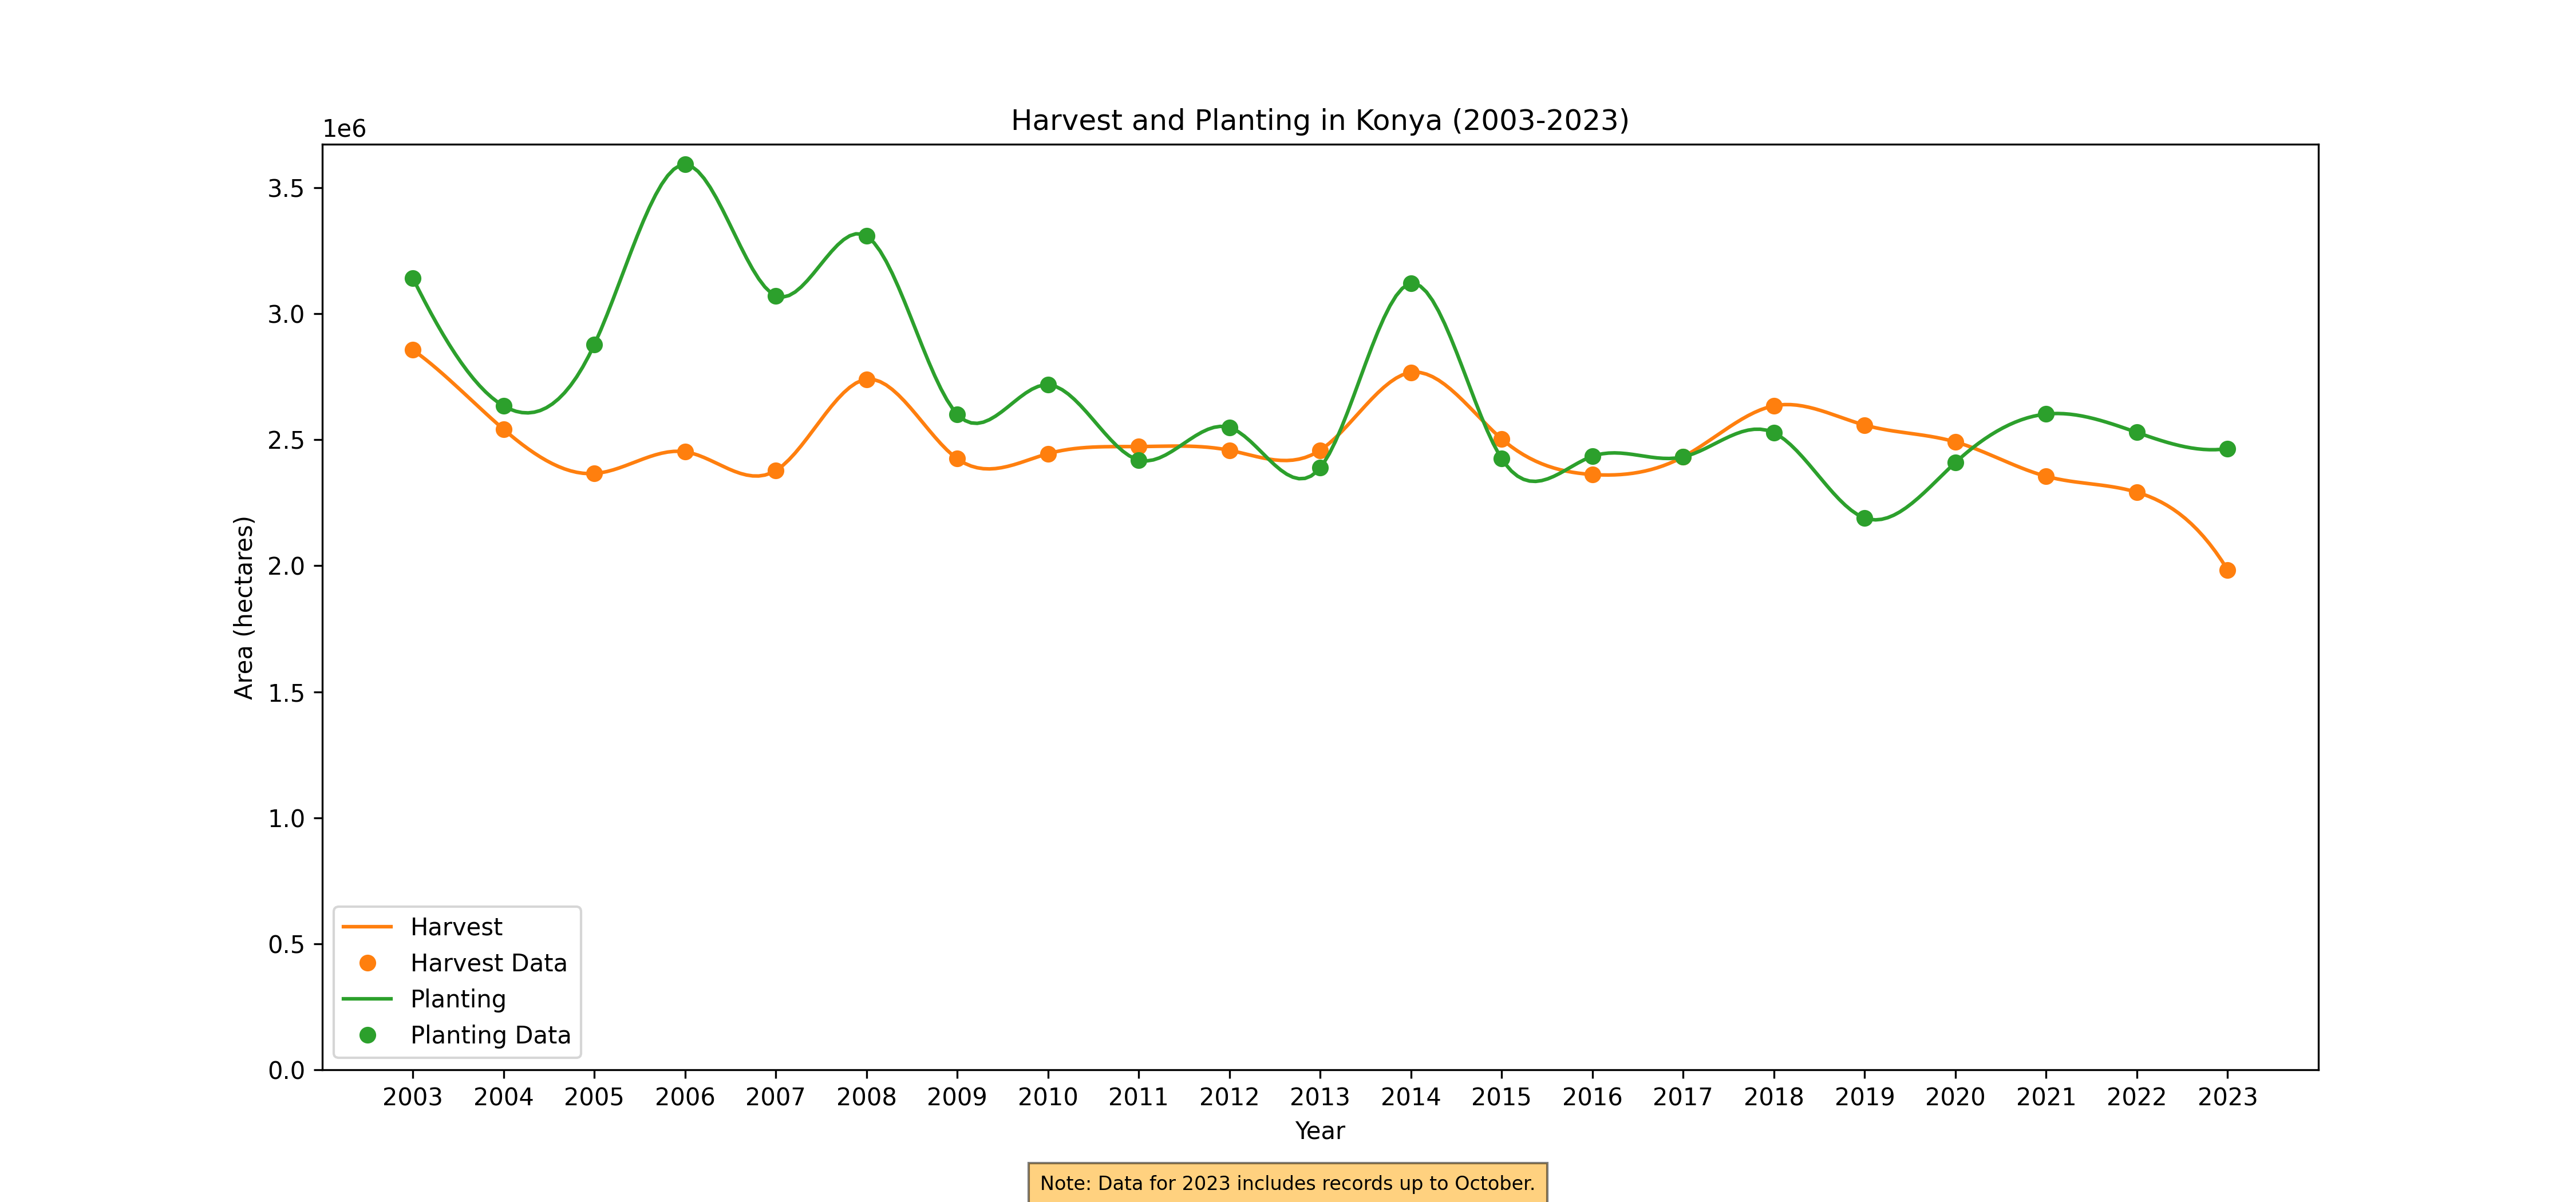 Harvest and Planting in Konya (2003-2023)
1e6
3.5
3.0
2.5
2.0
1.5
1.0
0.5
0.0
Area (hectares)
Harvest
Harvest Data
Planting
Planting Data
2003 2004 2005 2006 2007 2008 2009 2010 2011 2012 2013 2014 2015 2016 2017 2018 2019 2020 2021 2022 2023
Year
Note: Data for 2023 includes records up to October.